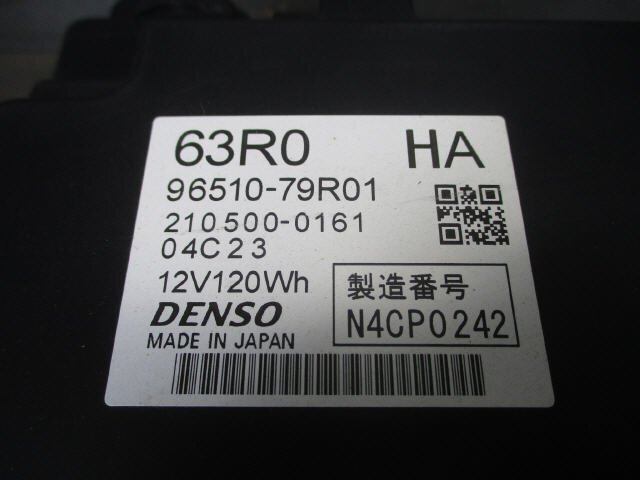 63R0 HA
96510-79R01
210500-0161
04C23
12V120Wh
製造番号
N4CP0242
DENSO
MADE IN JAPAN